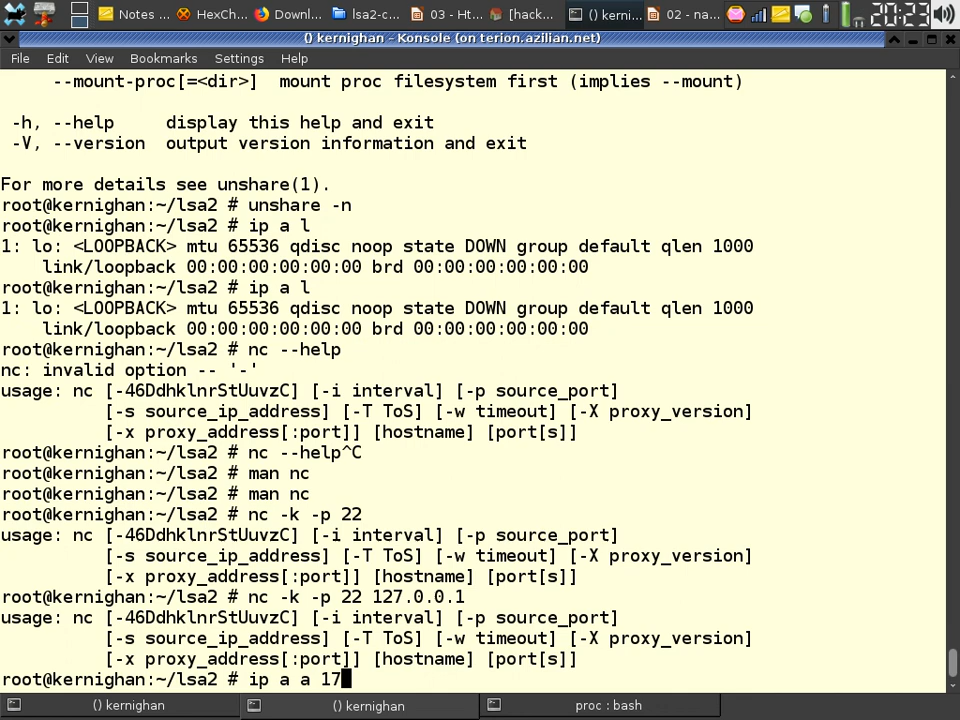 Notes ...
HexCh...
Downl...
lsa2-c...
03 - Ht...
[hack...
() kerni...
02 - na...
20:23
() kernighan - Konsole (on terion.azilian.net)
File Edit View Bookmarks Settings Help
--mount-proc[=<dir>]  mount proc filesystem first (implies --mount)
-h, --help     display this help and exit
-V, --version  output version information and exit
For more details see unshare(1).
root@kernighan:~/lsa2 # unshare -n
root@kernighan:~/lsa2 # ip a l
1: lo: <LOOPBACK> mtu 65536 qdisc noop state DOWN group default qlen 1000
    link/loopback 00:00:00:00:00:00 brd 00:00:00:00:00:00
root@kernighan:~/lsa2 # ip a l
1: lo: <LOOPBACK> mtu 65536 qdisc noop state DOWN group default qlen 1000
    link/loopback 00:00:00:00:00:00 brd 00:00:00:00:00:00
root@kernighan:~/lsa2 # nc --help
nc: invalid option -- '-'
usage: nc [-46DdhklnrStUuvzC] [-i interval] [-p source_port]
          [-s source_ip_address] [-T ToS] [-w timeout] [-X proxy_version]
          [-x proxy_address[:port]] [hostname] [port[s]]
root@kernighan:~/lsa2 # nc --help^C
root@kernighan:~/lsa2 # man nc
root@kernighan:~/lsa2 # man nc
root@kernighan:~/lsa2 # nc -k -p 22
usage: nc [-46DdhklnrStUuvzC] [-i interval] [-p source_port]
          [-s source_ip_address] [-T ToS] [-w timeout] [-X proxy_version]
          [-x proxy_address[:port]] [hostname] [port[s]]
root@kernighan:~/lsa2 # nc -k -p 22 127.0.0.1
usage: nc [-46DdhklnrStUuvzC] [-i interval] [-p source_port]
          [-s source_ip_address] [-T ToS] [-w timeout] [-X proxy_version]
          [-x proxy_address[:port]] [hostname] [port[s]]
root@kernighan:~/lsa2 # ip a a 17
() kernighan
() kernighan
proc : bash